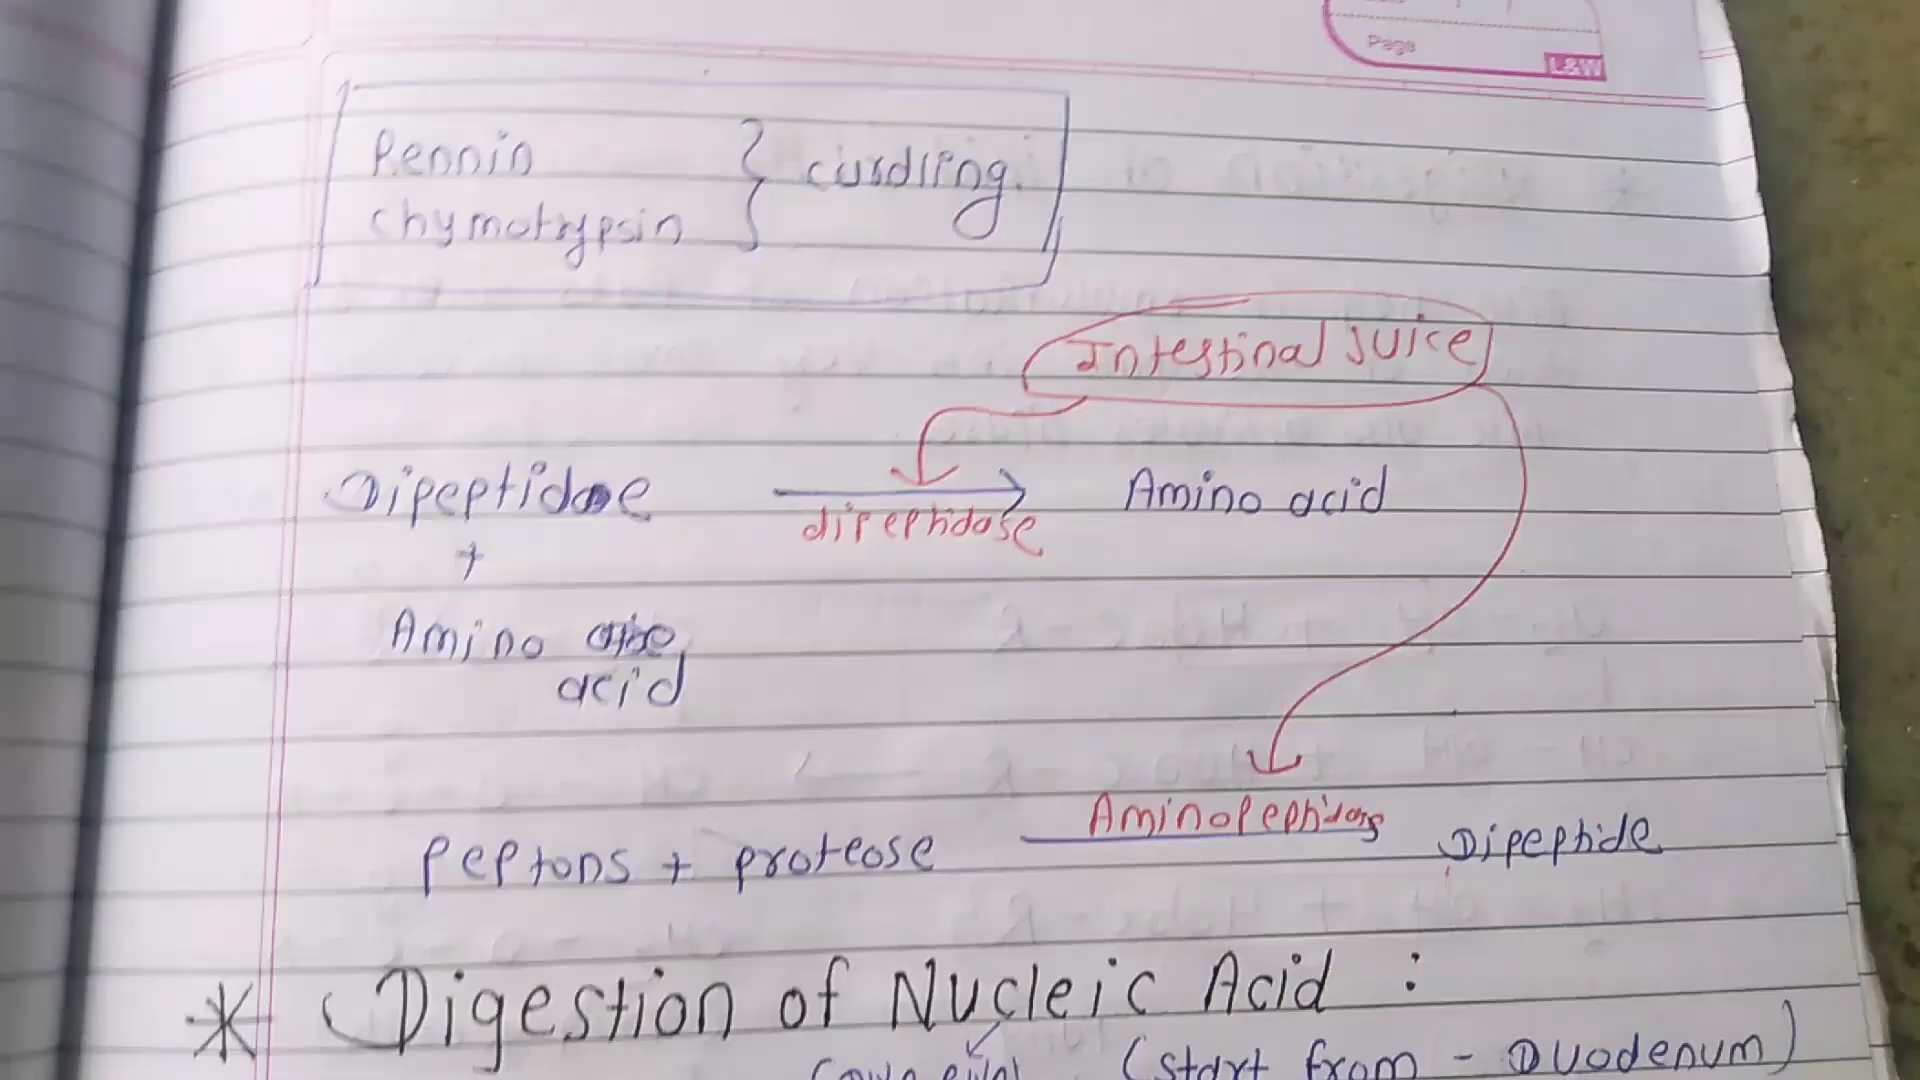 Page
L&W
Rennin
chymotrypsin } curdling
Intestinal Juice
Dipeptidase → Amino acid
dipeptidase
+
Amino
acid
Peptons + proteose Aminopeptidase Dipeptide
* Digestion of Nucleic Acid :
(start from - Duodenum)